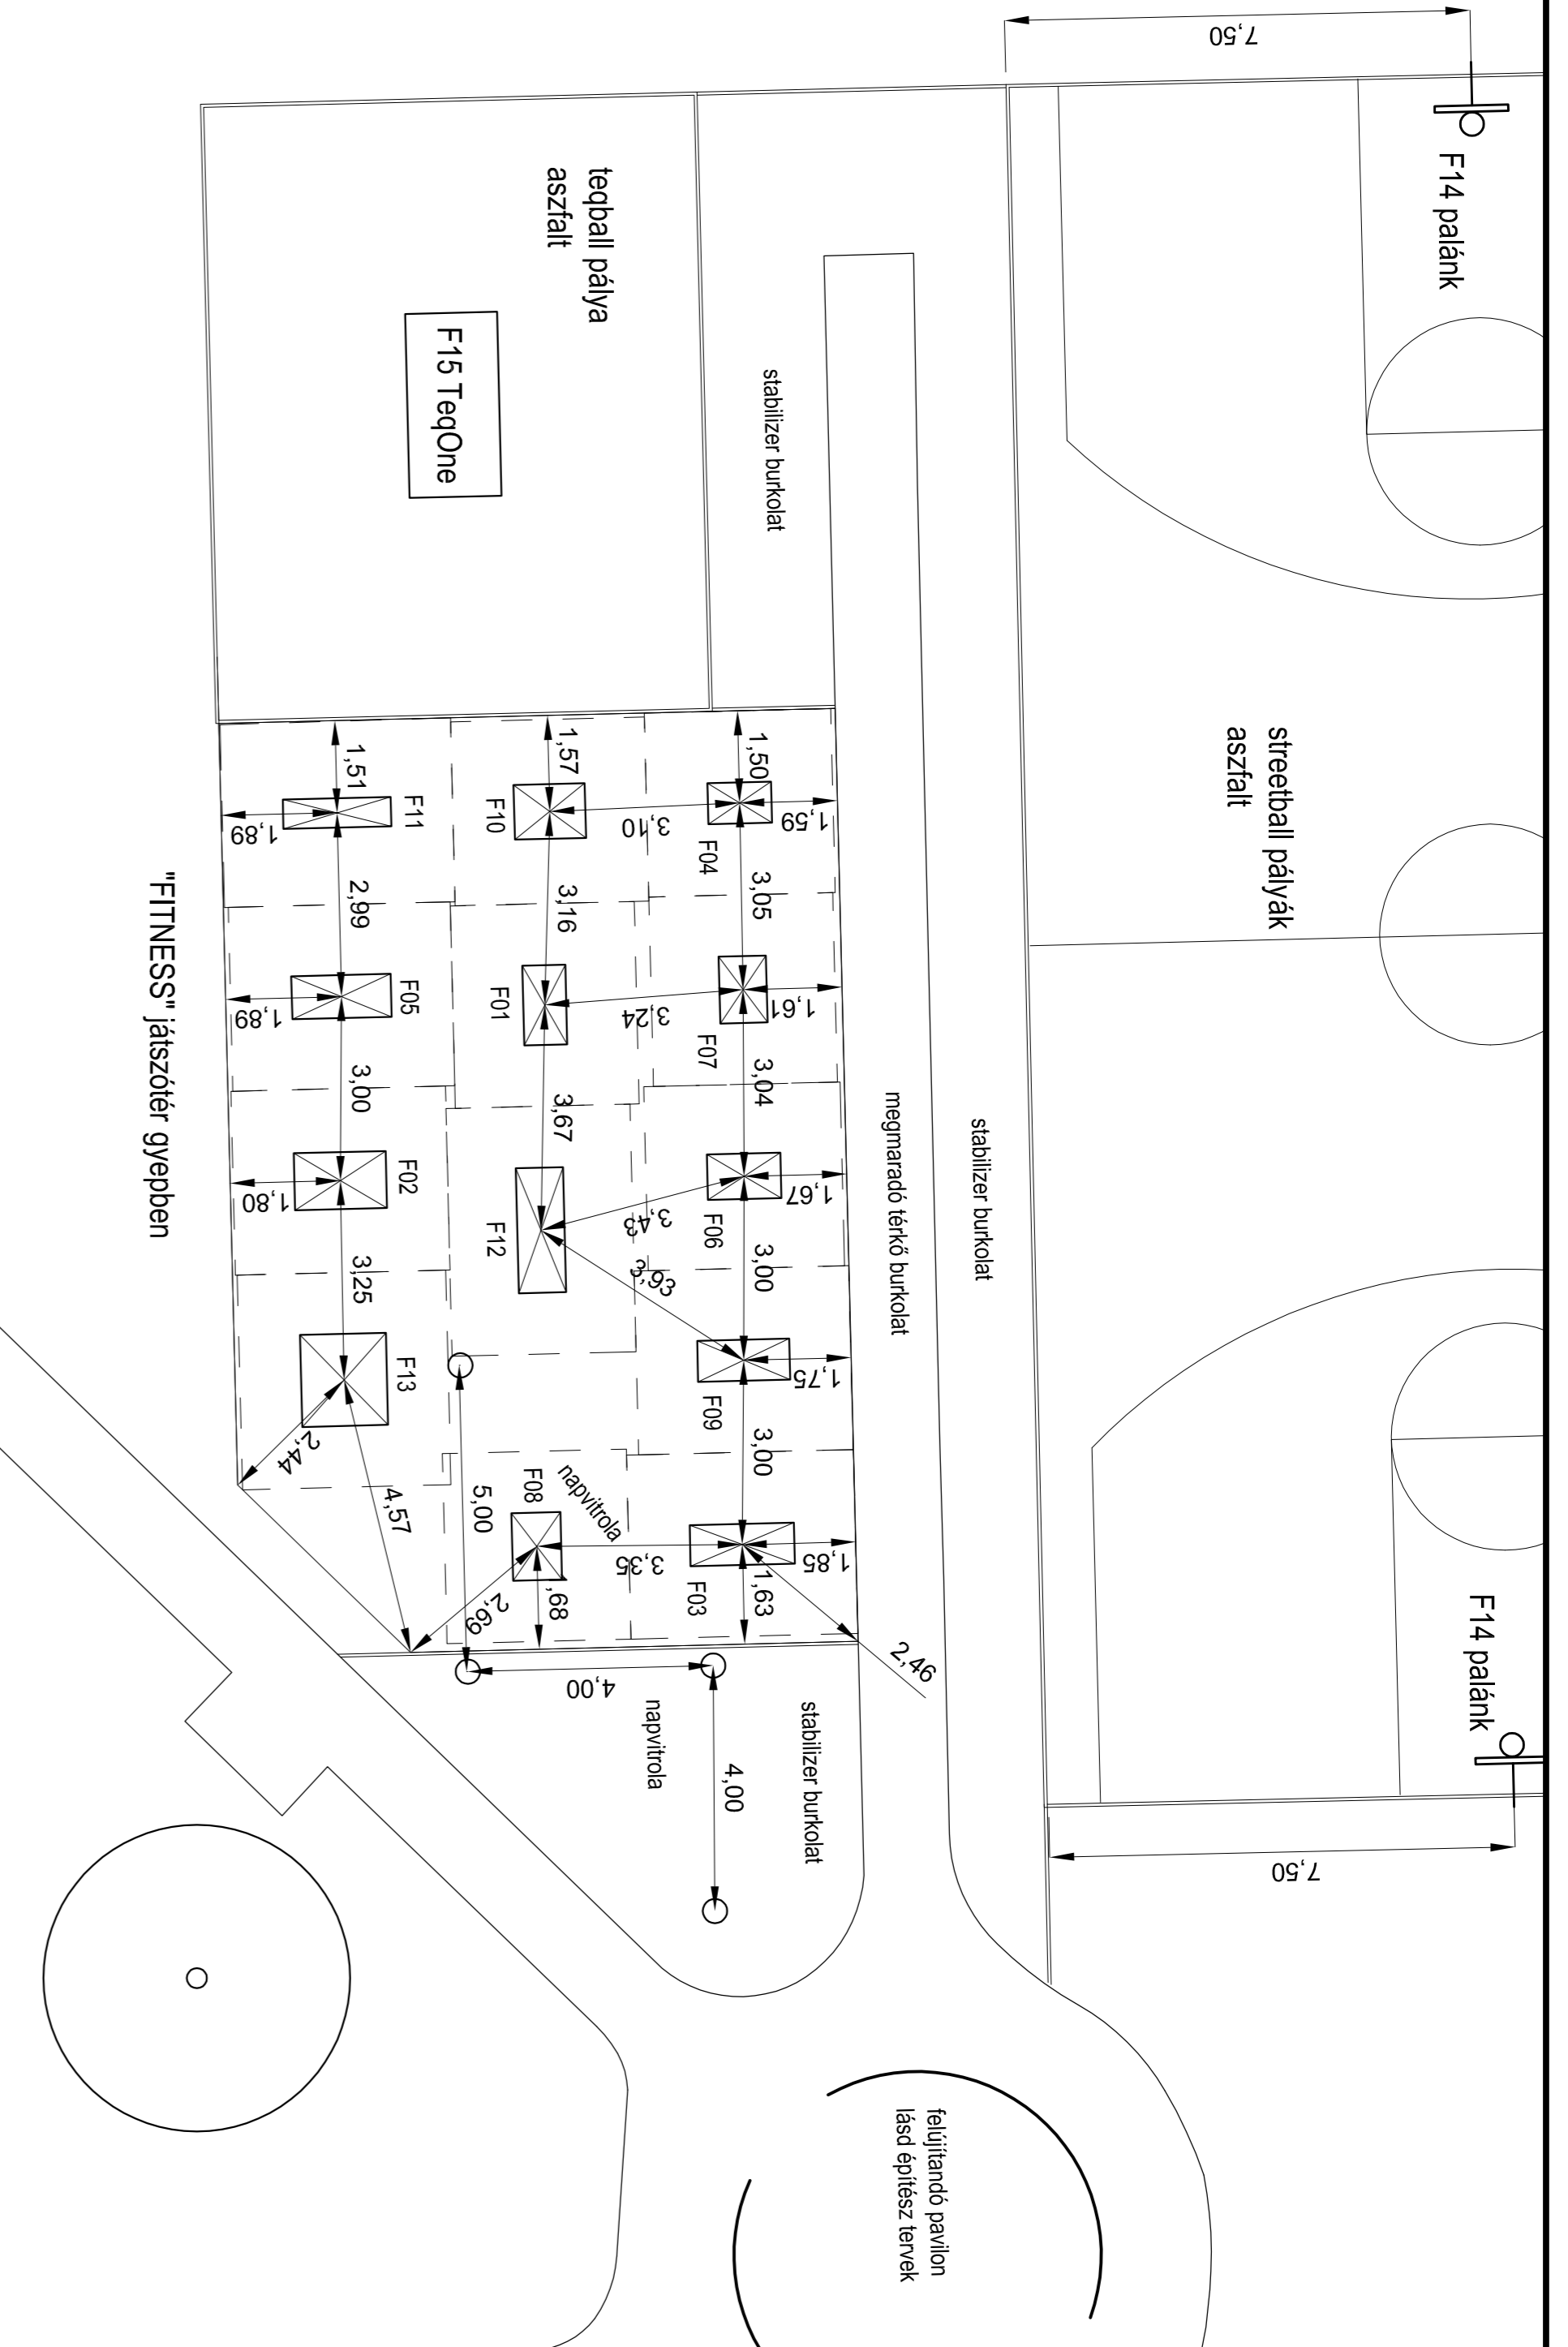 7,50
F14 palánk
streetball pályák
aszfalt
F14 palánk
7,50
stabilizer burkolat
megmaradó térkő burkolat
stabilizer burkolat
teqball pálya
aszfalt
F15 TeqOne
1,50
1,59
F04
3,05
1,61
F07
3,04
1,67
F06
3,00
1,75
F09
3,00
1,85
F03
1,63
2,46
3,10
3,24
3,43
3,93
3,35
1,57
F10
3,16
F01
3,67
F12
napvitrola
F08
1,68
2,69
5,00
1,51
F11
1,89
2,99
F05
1,89
3,00
F02
1,80
3,25
F13
2,44
4,57
"FITNESS" játszótér gyepben
4,00
napvitrola
4,00
stabilizer burkolat
felújítandó pavilon
lásd építész tervek